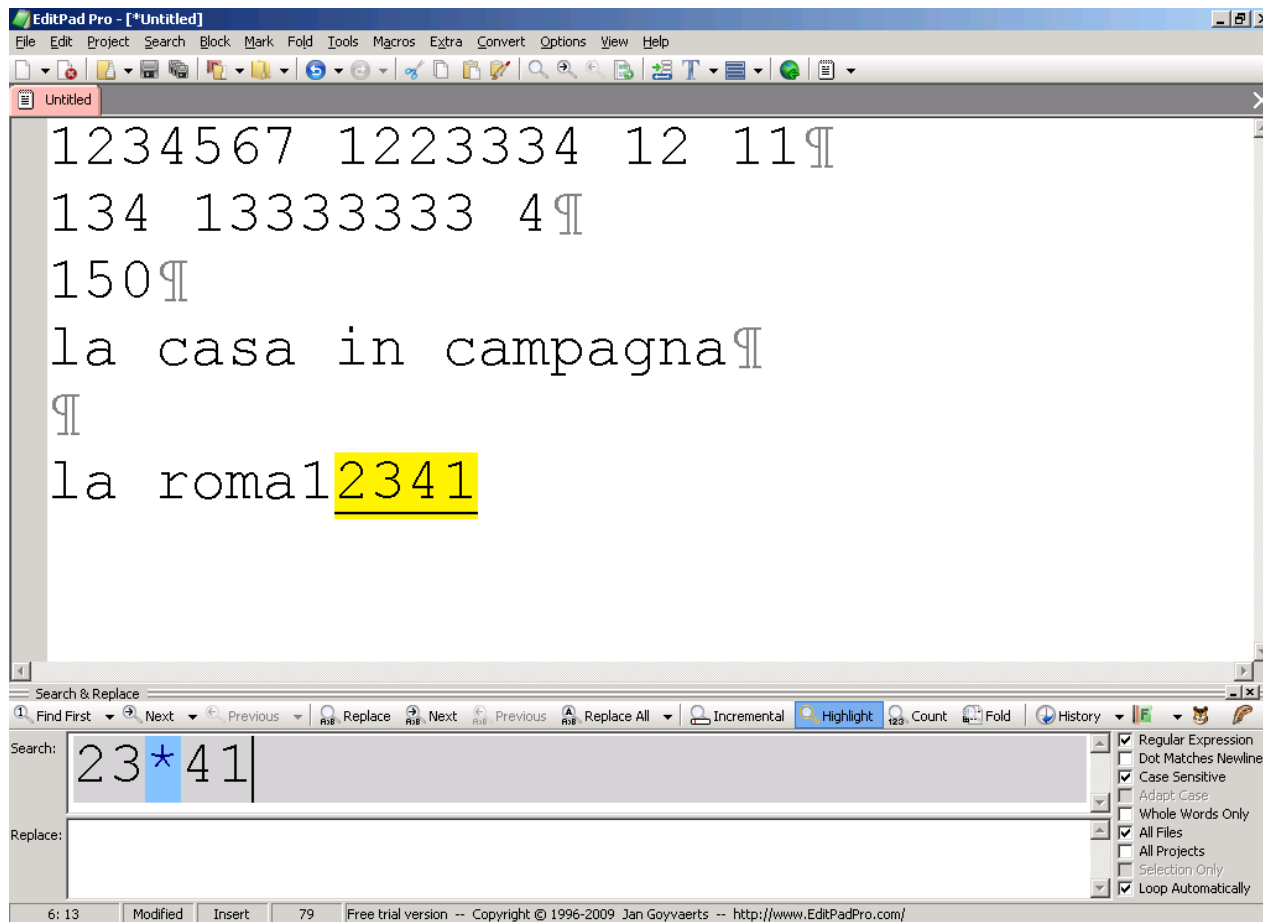 EditPad Pro - [*Untitled]
File Edit Project Search Block Mark Fold Tools Macros Extra Convert Options View Help
Untitled
1234567 1223334 12 11¶
134 13333333 4¶
150¶
la casa in campagna¶
¶
la roma12341
Search & Replace
Find First Next Previous Replace Next Previous Replace All Incremental Highlight Count Fold History
Search: 23*41
Replace:
Regular Expression
Dot Matches Newline
Case Sensitive
Adapt Case
Whole Words Only
All Files
All Projects
Selection Only
Loop Automatically
6: 13 Modified Insert 79 Free trial version -- Copyright © 1996-2009 Jan Goyvaerts -- http://www.EditPadPro.com/